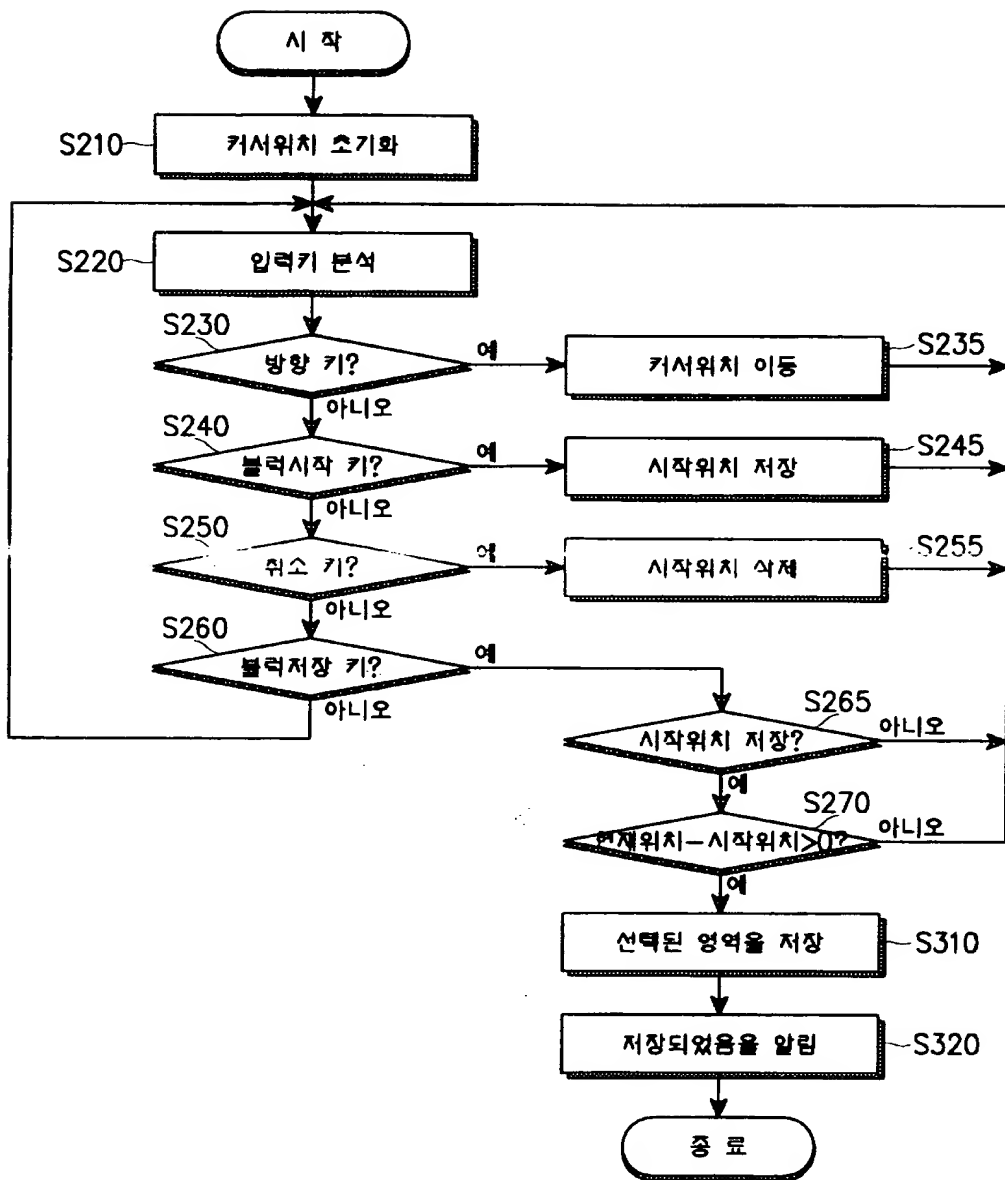 시 작
S210
커서위치 초기화
S220
입력키 분석
S230
방향 키?
예
커서위치 이동
S235
아니오
S240
블럭시작 키?
예
시작위치 저장
S245
아니오
S250
취소 키?
예
시작위치 삭제
S255
아니오
S260
블럭저장 키?
예
아니오
S265
시작위치 저장?
아니오
예
S270
현재위치-시작위치>0?
아니오
예
선택된 영역을 저장
S310
저장되었음을 알림
S320
종 료